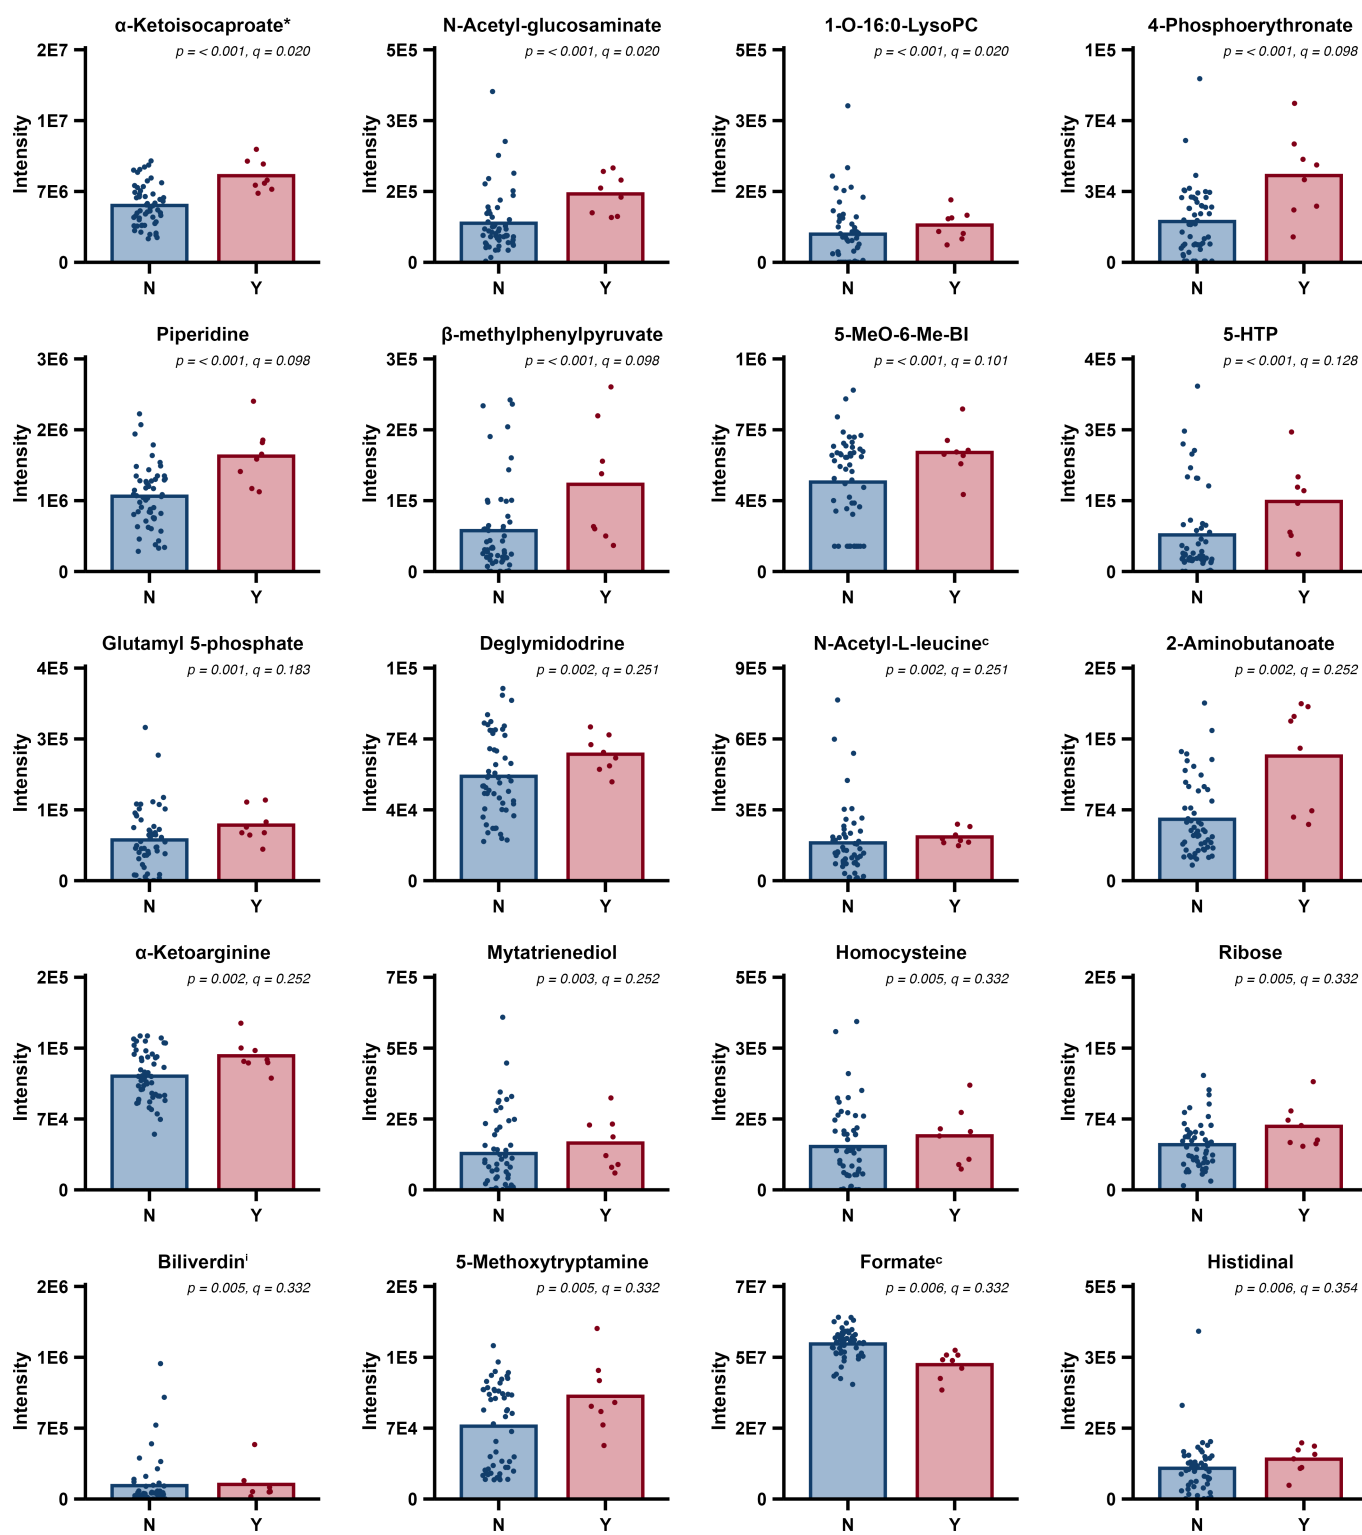 α-Ketoisocaproate* N-Acetyl-glucosaminate 1-O-16:0-LysoPC 4-Phosphoerythronate
p = < 0.001, q = 0.020 p = < 0.001, q = 0.020 p = < 0.001, q = 0.020 p = < 0.001, q = 0.098
2E7 5E5 5E5 1E5
1E7 3E5 3E5 7E4
7E6 2E5 2E5 3E4
0 0 0 0
Intensity Intensity Intensity Intensity
N Y N Y N Y N Y
Piperidine β-methylphenylpyruvate 5-MeO-6-Me-BI 5-HTP
p = < 0.001, q = 0.098 p = < 0.001, q = 0.098 p = < 0.001, q = 0.101 p = < 0.001, q = 0.128
3E6 3E5 1E6 4E5
2E6 2E5 7E5 3E5
1E6 1E5 4E5 1E5
0 0 0 0
Intensity Intensity Intensity Intensity
N Y N Y N Y N Y
Glutamyl 5-phosphate Deglymidodrine N-Acetyl-L-leucineᶜ 2-Aminobutanoate
p = 0.001, q = 0.183 p = 0.002, q = 0.251 p = 0.002, q = 0.251 p = 0.002, q = 0.252
4E5 1E5 9E5 2E5
3E5 7E4 6E5 1E5
1E5 4E4 3E5 7E4
0 0 0 0
Intensity Intensity Intensity Intensity
N Y N Y N Y N Y
α-Ketoarginine Mytatrienediol Homocysteine Ribose
p = 0.002, q = 0.252 p = 0.003, q = 0.252 p = 0.005, q = 0.332 p = 0.005, q = 0.332
2E5 7E5 5E5 2E5
1E5 5E5 3E5 1E5
7E4 2E5 2E5 7E4
0 0 0 0
Intensity Intensity Intensity Intensity
N Y N Y N Y N Y
Biliverdinⁱ 5-Methoxytryptamine Formateᶜ Histidinal
p = 0.005, q = 0.332 p = 0.005, q = 0.332 p = 0.006, q = 0.332 p = 0.006, q = 0.354
2E6 2E5 7E7 5E5
1E6 1E5 5E7 3E5
7E5 7E4 2E7 2E5
0 0 0 0
Intensity Intensity Intensity Intensity
N Y N Y N Y N Y